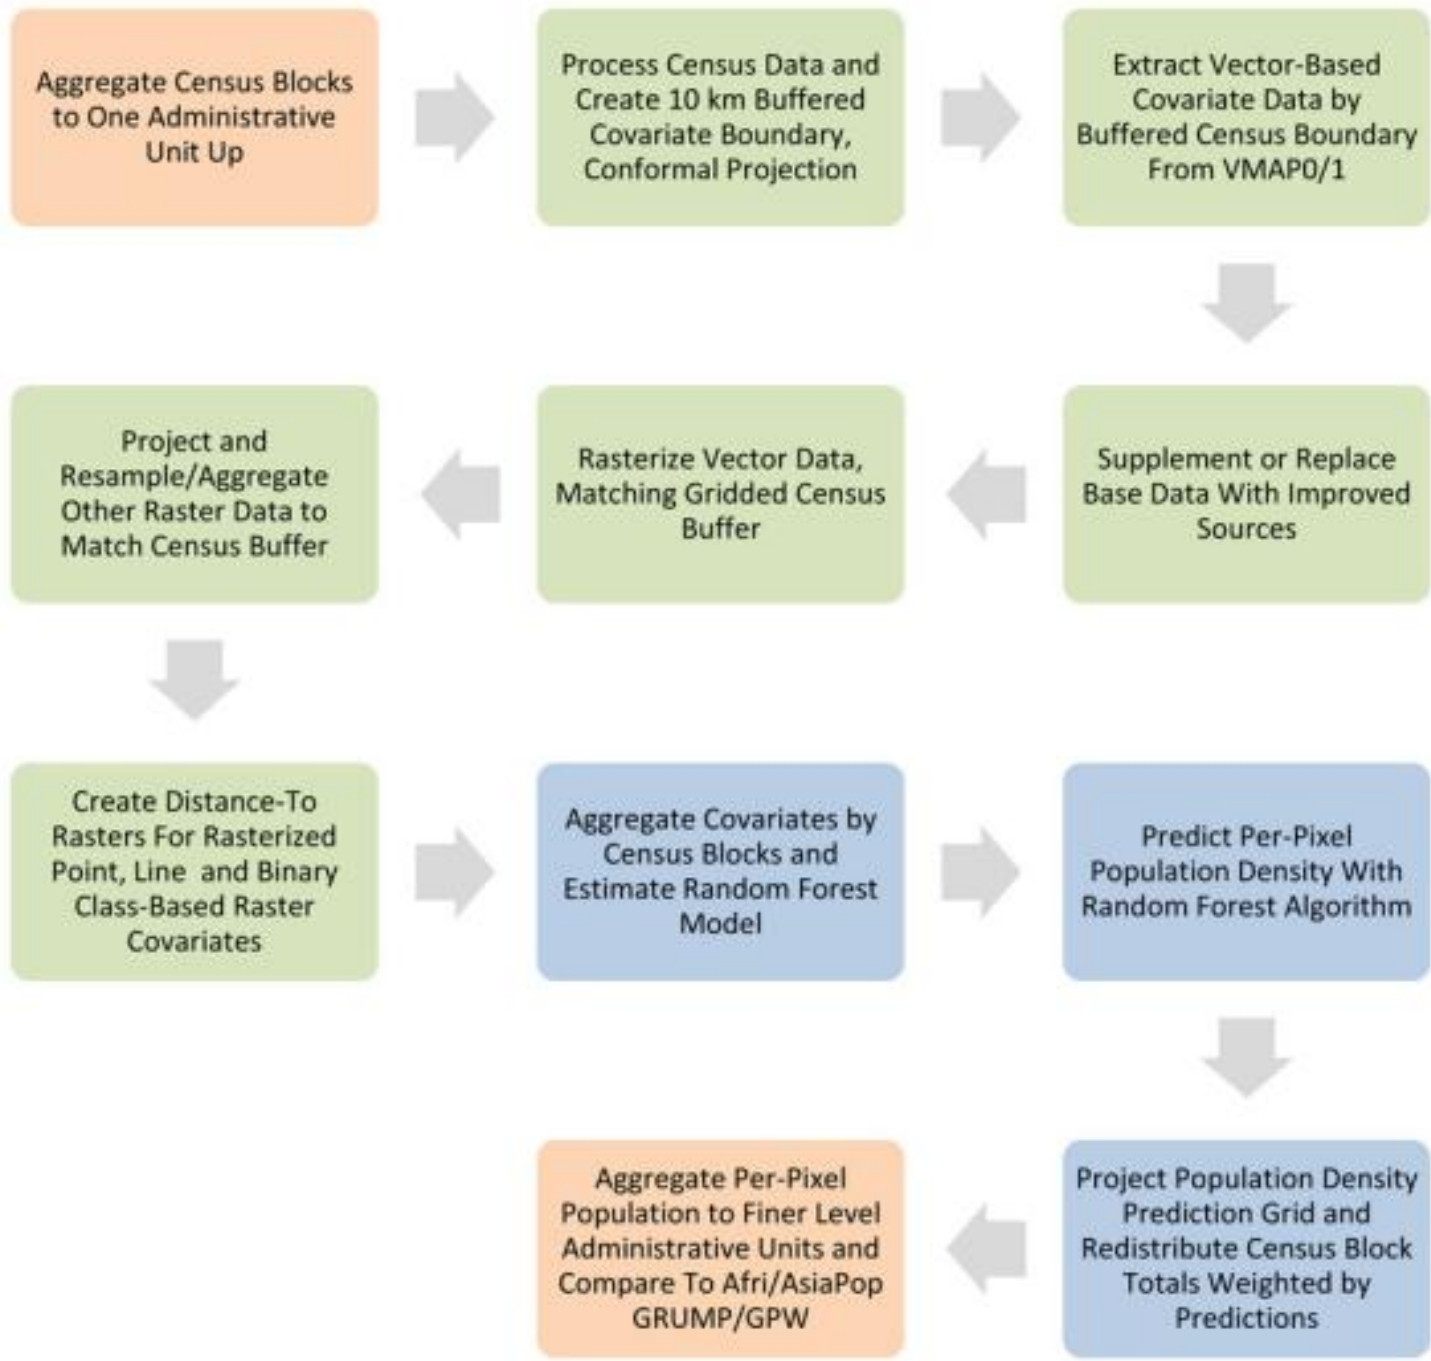 Aggregate Census Blocks
to One Administrative
Unit Up
Process Census Data and
Create 10 km Buffered
Covariate Boundary,
Conformal Projection
Extract Vector-Based
Covariate Data by
Buffered Census Boundary
From VMAP0/1
Supplement or Replace
Base Data With Improved
Sources
Rasterize Vector Data,
Matching Gridded Census
Buffer
Project and
Resample/Aggregate
Other Raster Data to
Match Census Buffer
Create Distance-To
Rasters For Rasterized
Point, Line and Binary
Class-Based Raster
Covariates
Aggregate Covariates by
Census Blocks and
Estimate Random Forest
Model
Predict Per-Pixel
Population Density With
Random Forest Algorithm
Project Population Density
Prediction Grid and
Redistribute Census Block
Totals Weighted by
Predictions
Aggregate Per-Pixel
Population to Finer Level
Administrative Units and
Compare To Afri/AsiaPop
GRUMP/GPW